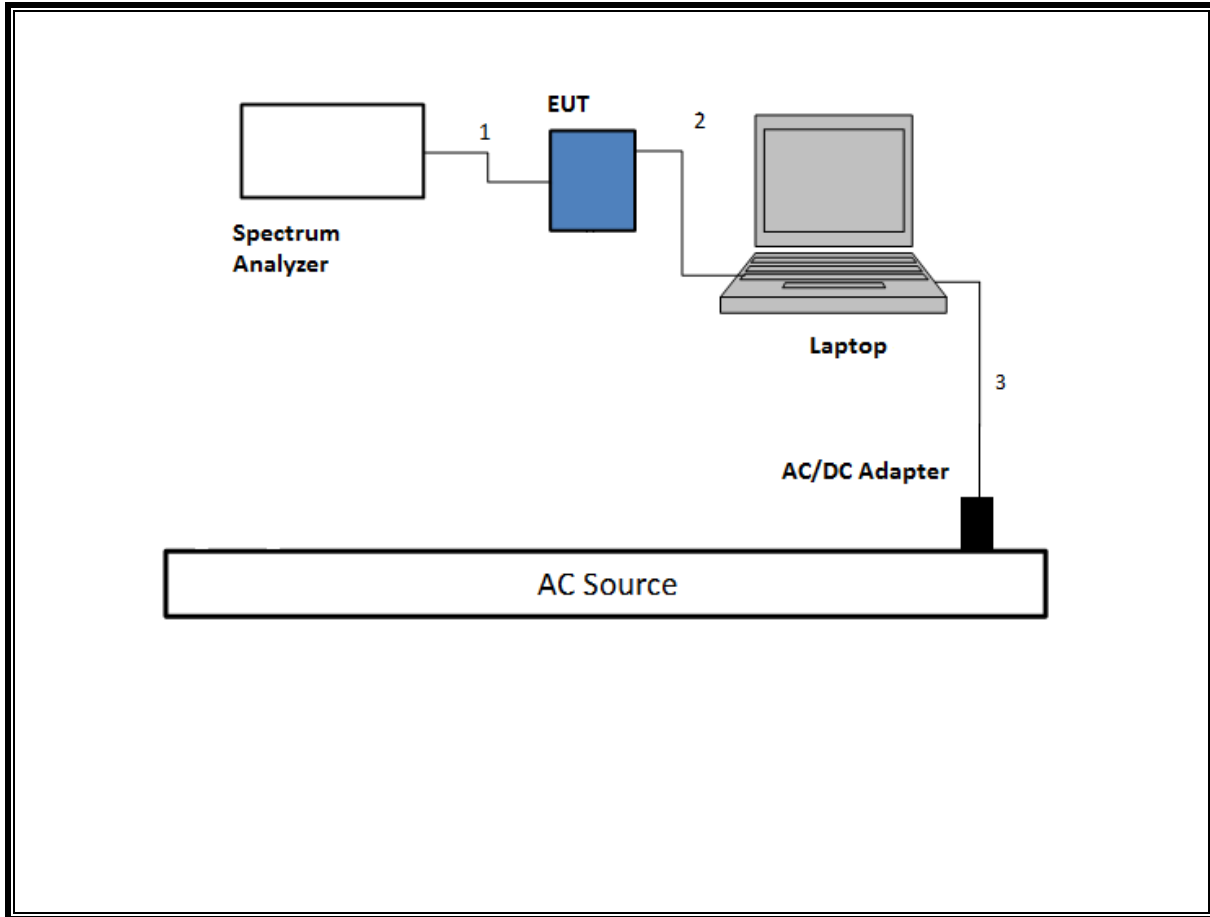 EUT
1
2
Spectrum
Analyzer
Laptop
3
AC/DC Adapter
AC Source